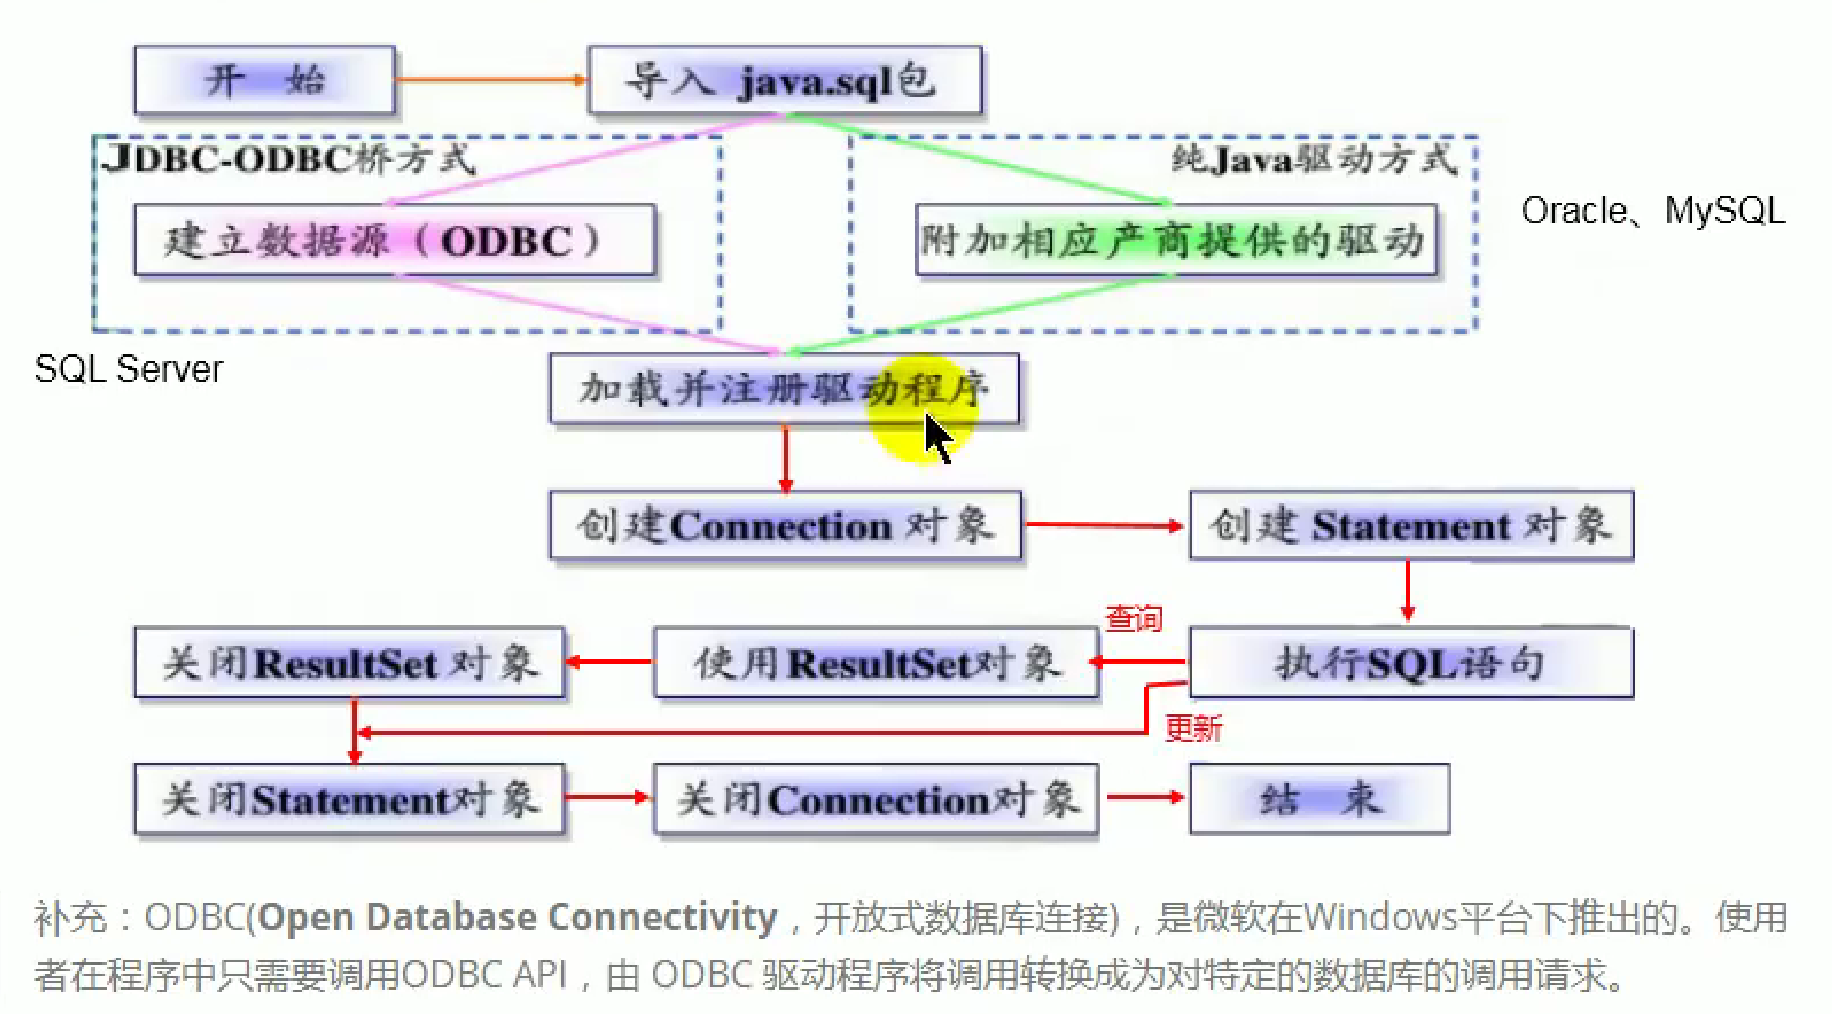 开 始
导入 java.sql包
JDBC-ODBC桥方式
纯Java驱动方式
建立数据源（ODBC）
附加相应产商提供的驱动
Oracle、MySQL
SQL Server
加载并注册驱动程序
创建Connection 对象
创建 Statement 对象
查询
关闭ResultSet 对象
使用ResultSet对象
执行SQL语句
更新
关闭Statement对象
关闭Connection对象
结 束
补充：ODBC(Open Database Connectivity，开放式数据库连接)，是微软在Windows平台下推出的。使用
者在程序中只需要调用ODBC API，由 ODBC 驱动程序将调用转换成为对特定的数据库的调用请求。